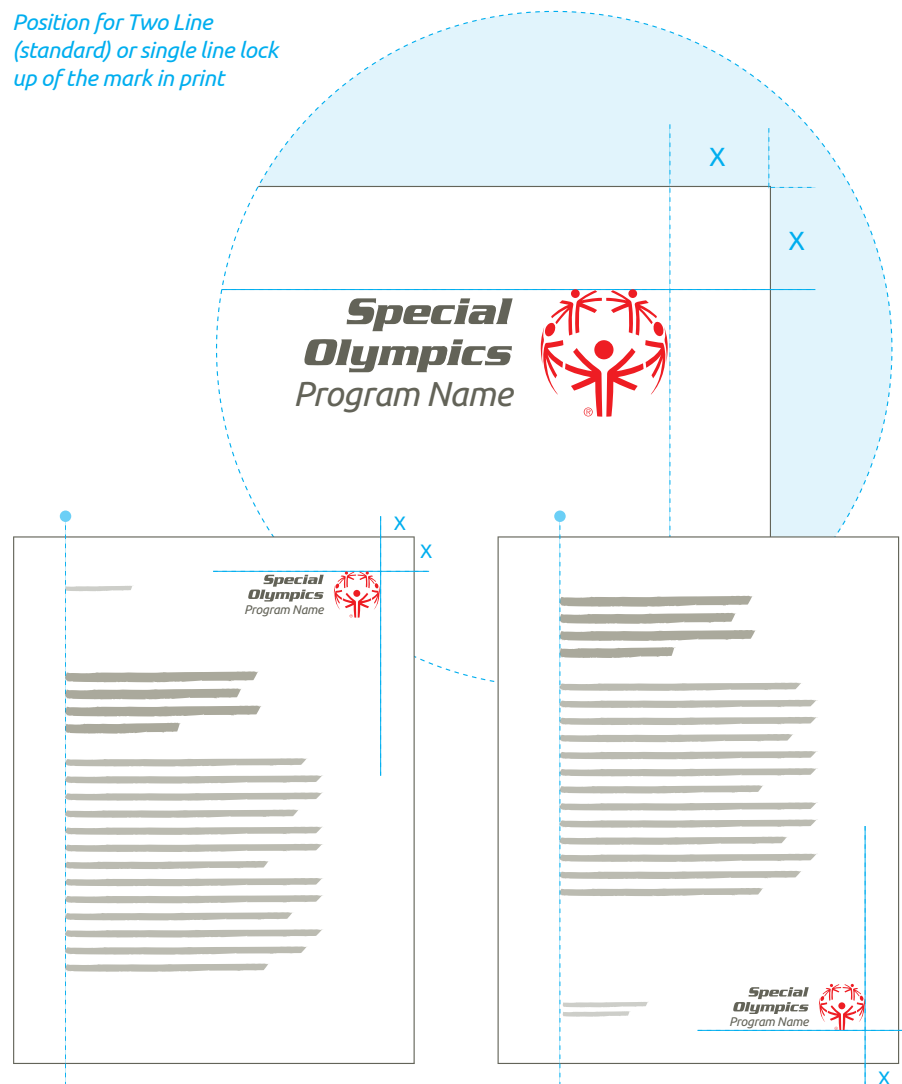 Position for Two Line
(standard) or single line lock
up of the mark in print
X
X
Special
Olympics
Program Name
®
X
X
Special
Olympics
Program Name
®
Special
Olympics
Program Name
®
X